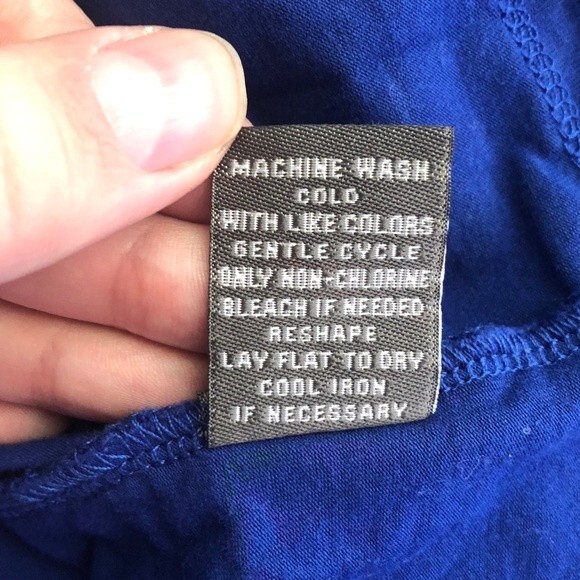 MACHINE WASH
COLD
WITH LIKE COLORS
GENTLE CYCLE
ONLY NON-CHLORINE
BLEACH IF NEEDED
RESHAPE
LAY FLAT TO DRY
COOL IRON
IF NECESSARY